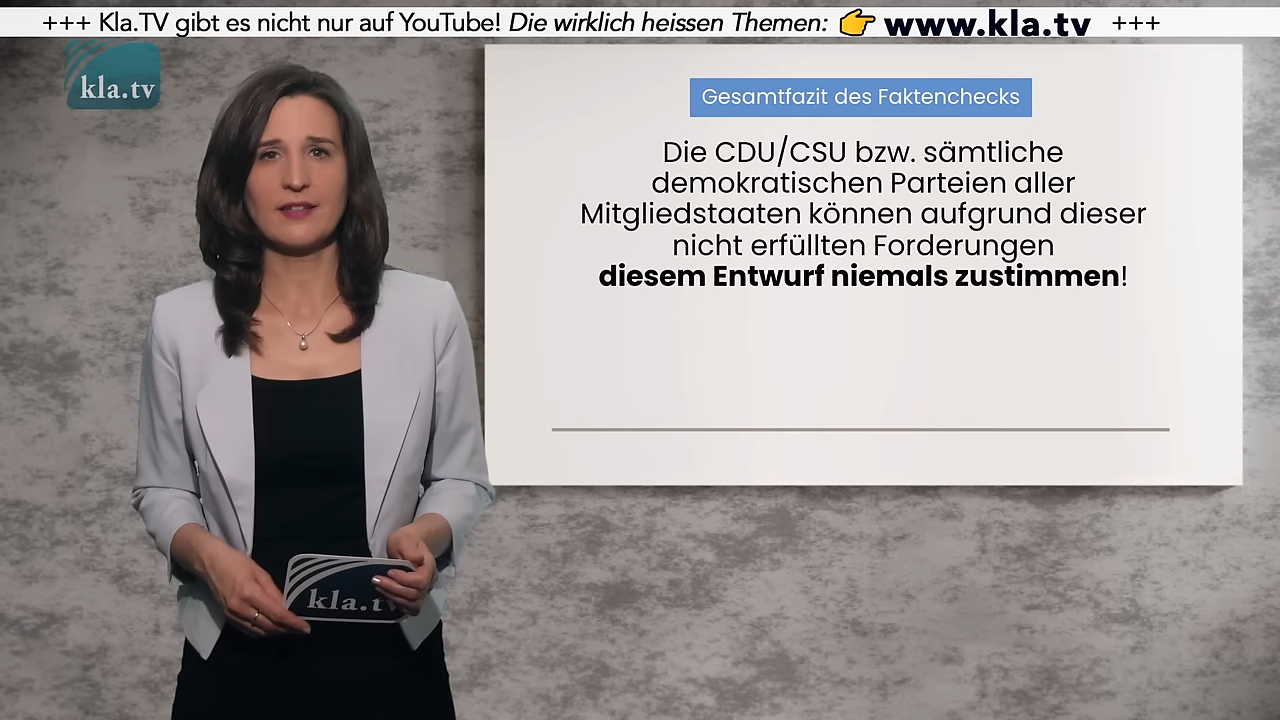 +++ Kla.TV gibt es nicht nur auf YouTube! Die wirklich heissen Themen: 👉 www.kla.tv +++
kla.tv
Gesamtfazit des Faktenchecks
Die CDU/CSU bzw. sämtliche
demokratischen Parteien aller
Mitgliedstaaten können aufgrund dieser
nicht erfüllten Forderungen
diesem Entwurf niemals zustimmen!
kla.tv